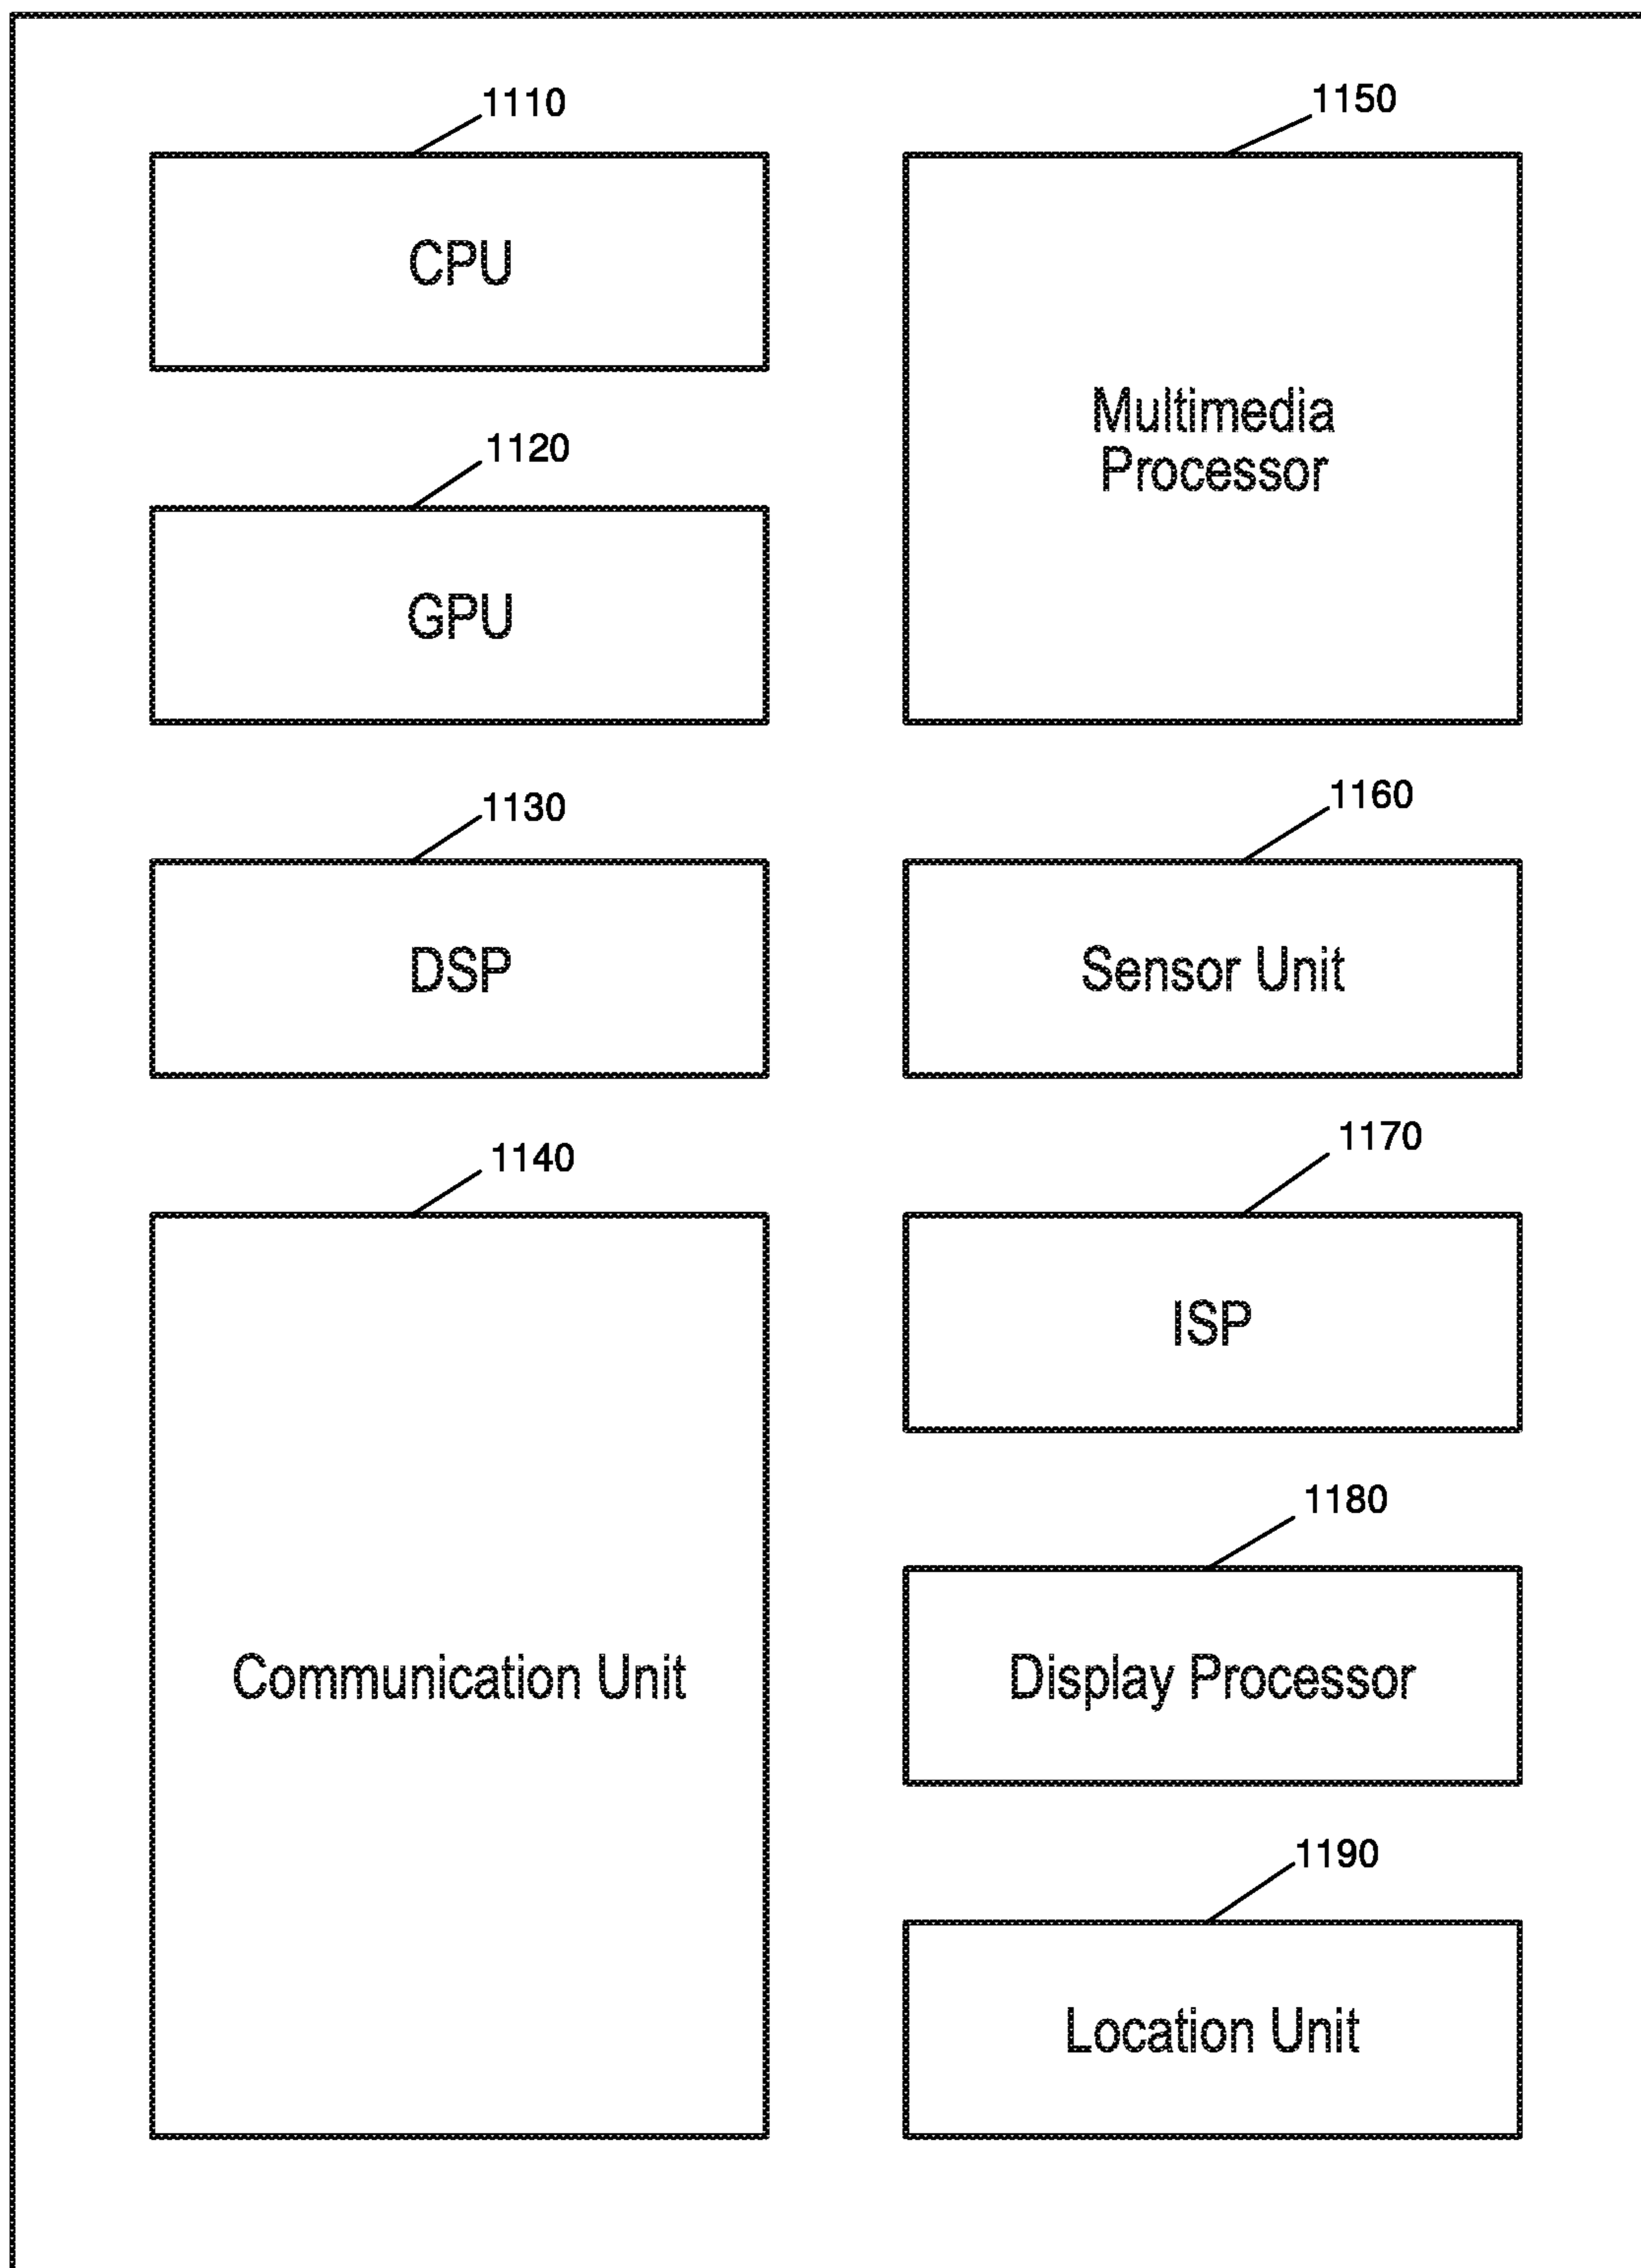 1110
CPU
1120
GPU
1130
DSP
1140
Communication Unit
1150
Multimedia
Processor
1160
Sensor Unit
1170
ISP
1180
Display Processor
1190
Location Unit